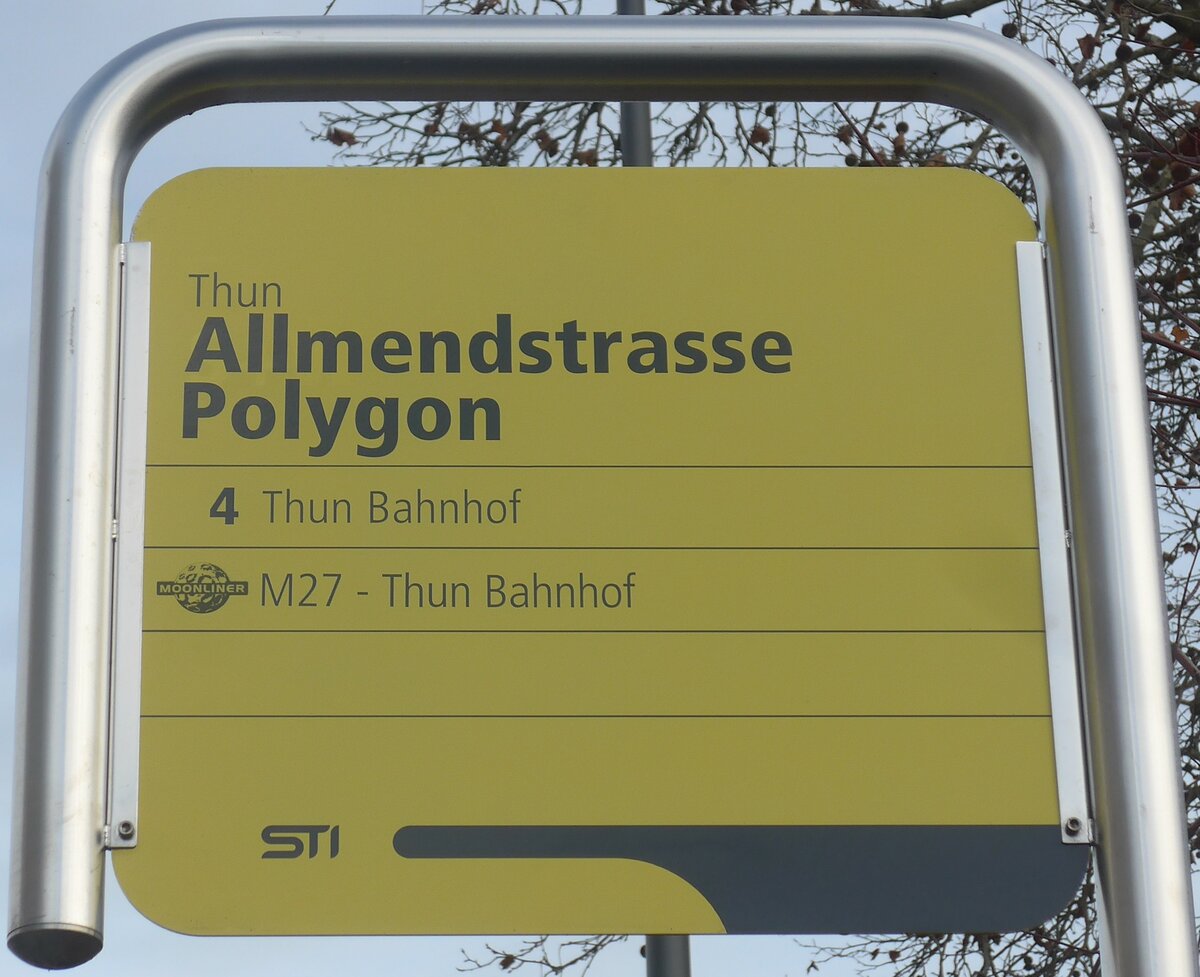 Thun
Allmendstrasse
Polygon
4 Thun Bahnhof
MOONLINER M27 - Thun Bahnhof
STI